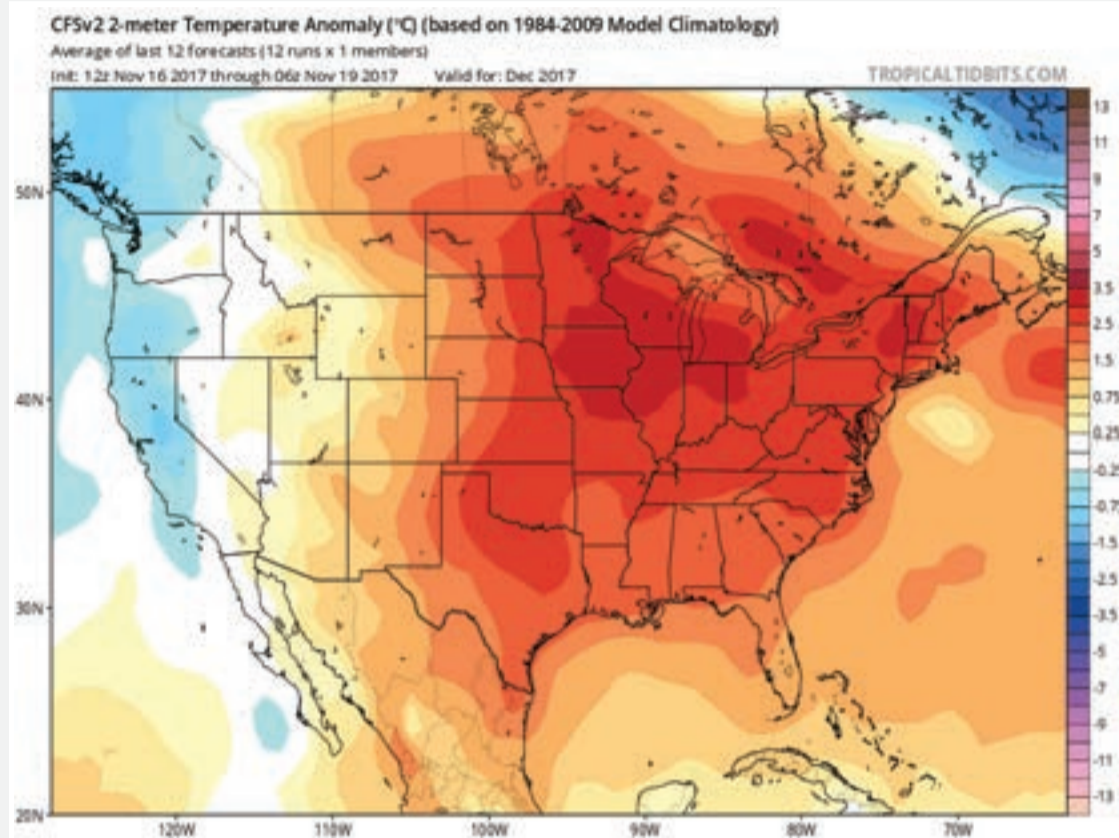 CFSv2 2-meter Temperature Anomaly (°C) (based on 1984-2009 Model Climatology)
Average of last 12 forecasts (12 runs x 1 members)
Init: 12z Nov 16 2017 through 06z Nov 19 2017 Valid for: Dec 2017
TROPICALTIDBITS.COM
50N
40N
30N
20N
120W
110W
100W
90W
80W
70W
13
11
9
7
5
3.5
2.5
1.5
0.75
0.25
-0.25
-0.75
-1.5
-2.5
-3.5
-5
-7
-9
-11
-13